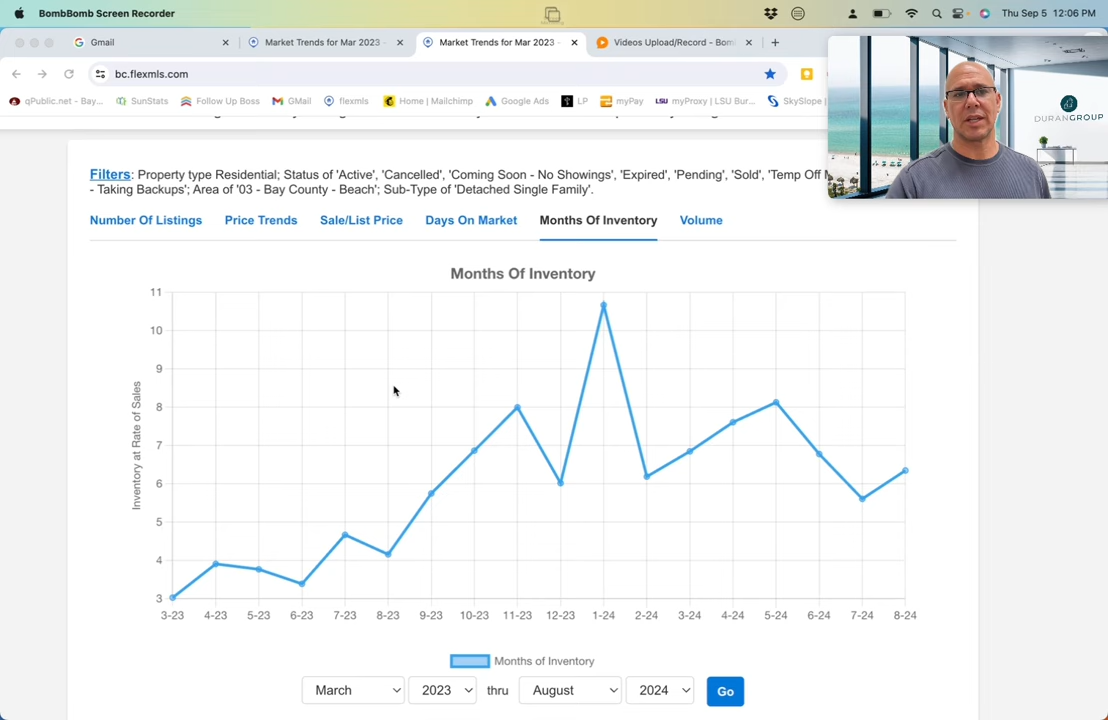 BombBomb Screen Recorder
Thu Sep 5 12:06 PM
Gmail
Market Trends for Mar 2023 -
Market Trends for Mar 2023 -
Videos Upload/Record - Bom
bc.flexmls.com
qPublic.net - Bay...
SunStats
Follow Up Boss
GMail
flexmls
Home | Mailchimp
Google Ads
LP
myPay
LSU myProxy | LSU Bur...
SkySlope
DURANGROUP
Filters: Property type Residential; Status of 'Active', 'Cancelled', 'Coming Soon - No Showings', 'Expired', 'Pending', 'Sold', 'Temp Off
- Taking Backups'; Area of '03 - Bay County - Beach'; Sub-Type of 'Detached Single Family'.
Number Of Listings Price Trends Sale/List Price Days On Market Months Of Inventory Volume
Months Of Inventory
Inventory at Rate of Sales
11
10
9
8
7
6
5
4
3
3-23 4-23 5-23 6-23 7-23 8-23 9-23 10-23 11-23 12-23 1-24 2-24 3-24 4-24 5-24 6-24 7-24 8-24
Months of Inventory
March 2023 thru August 2024 Go